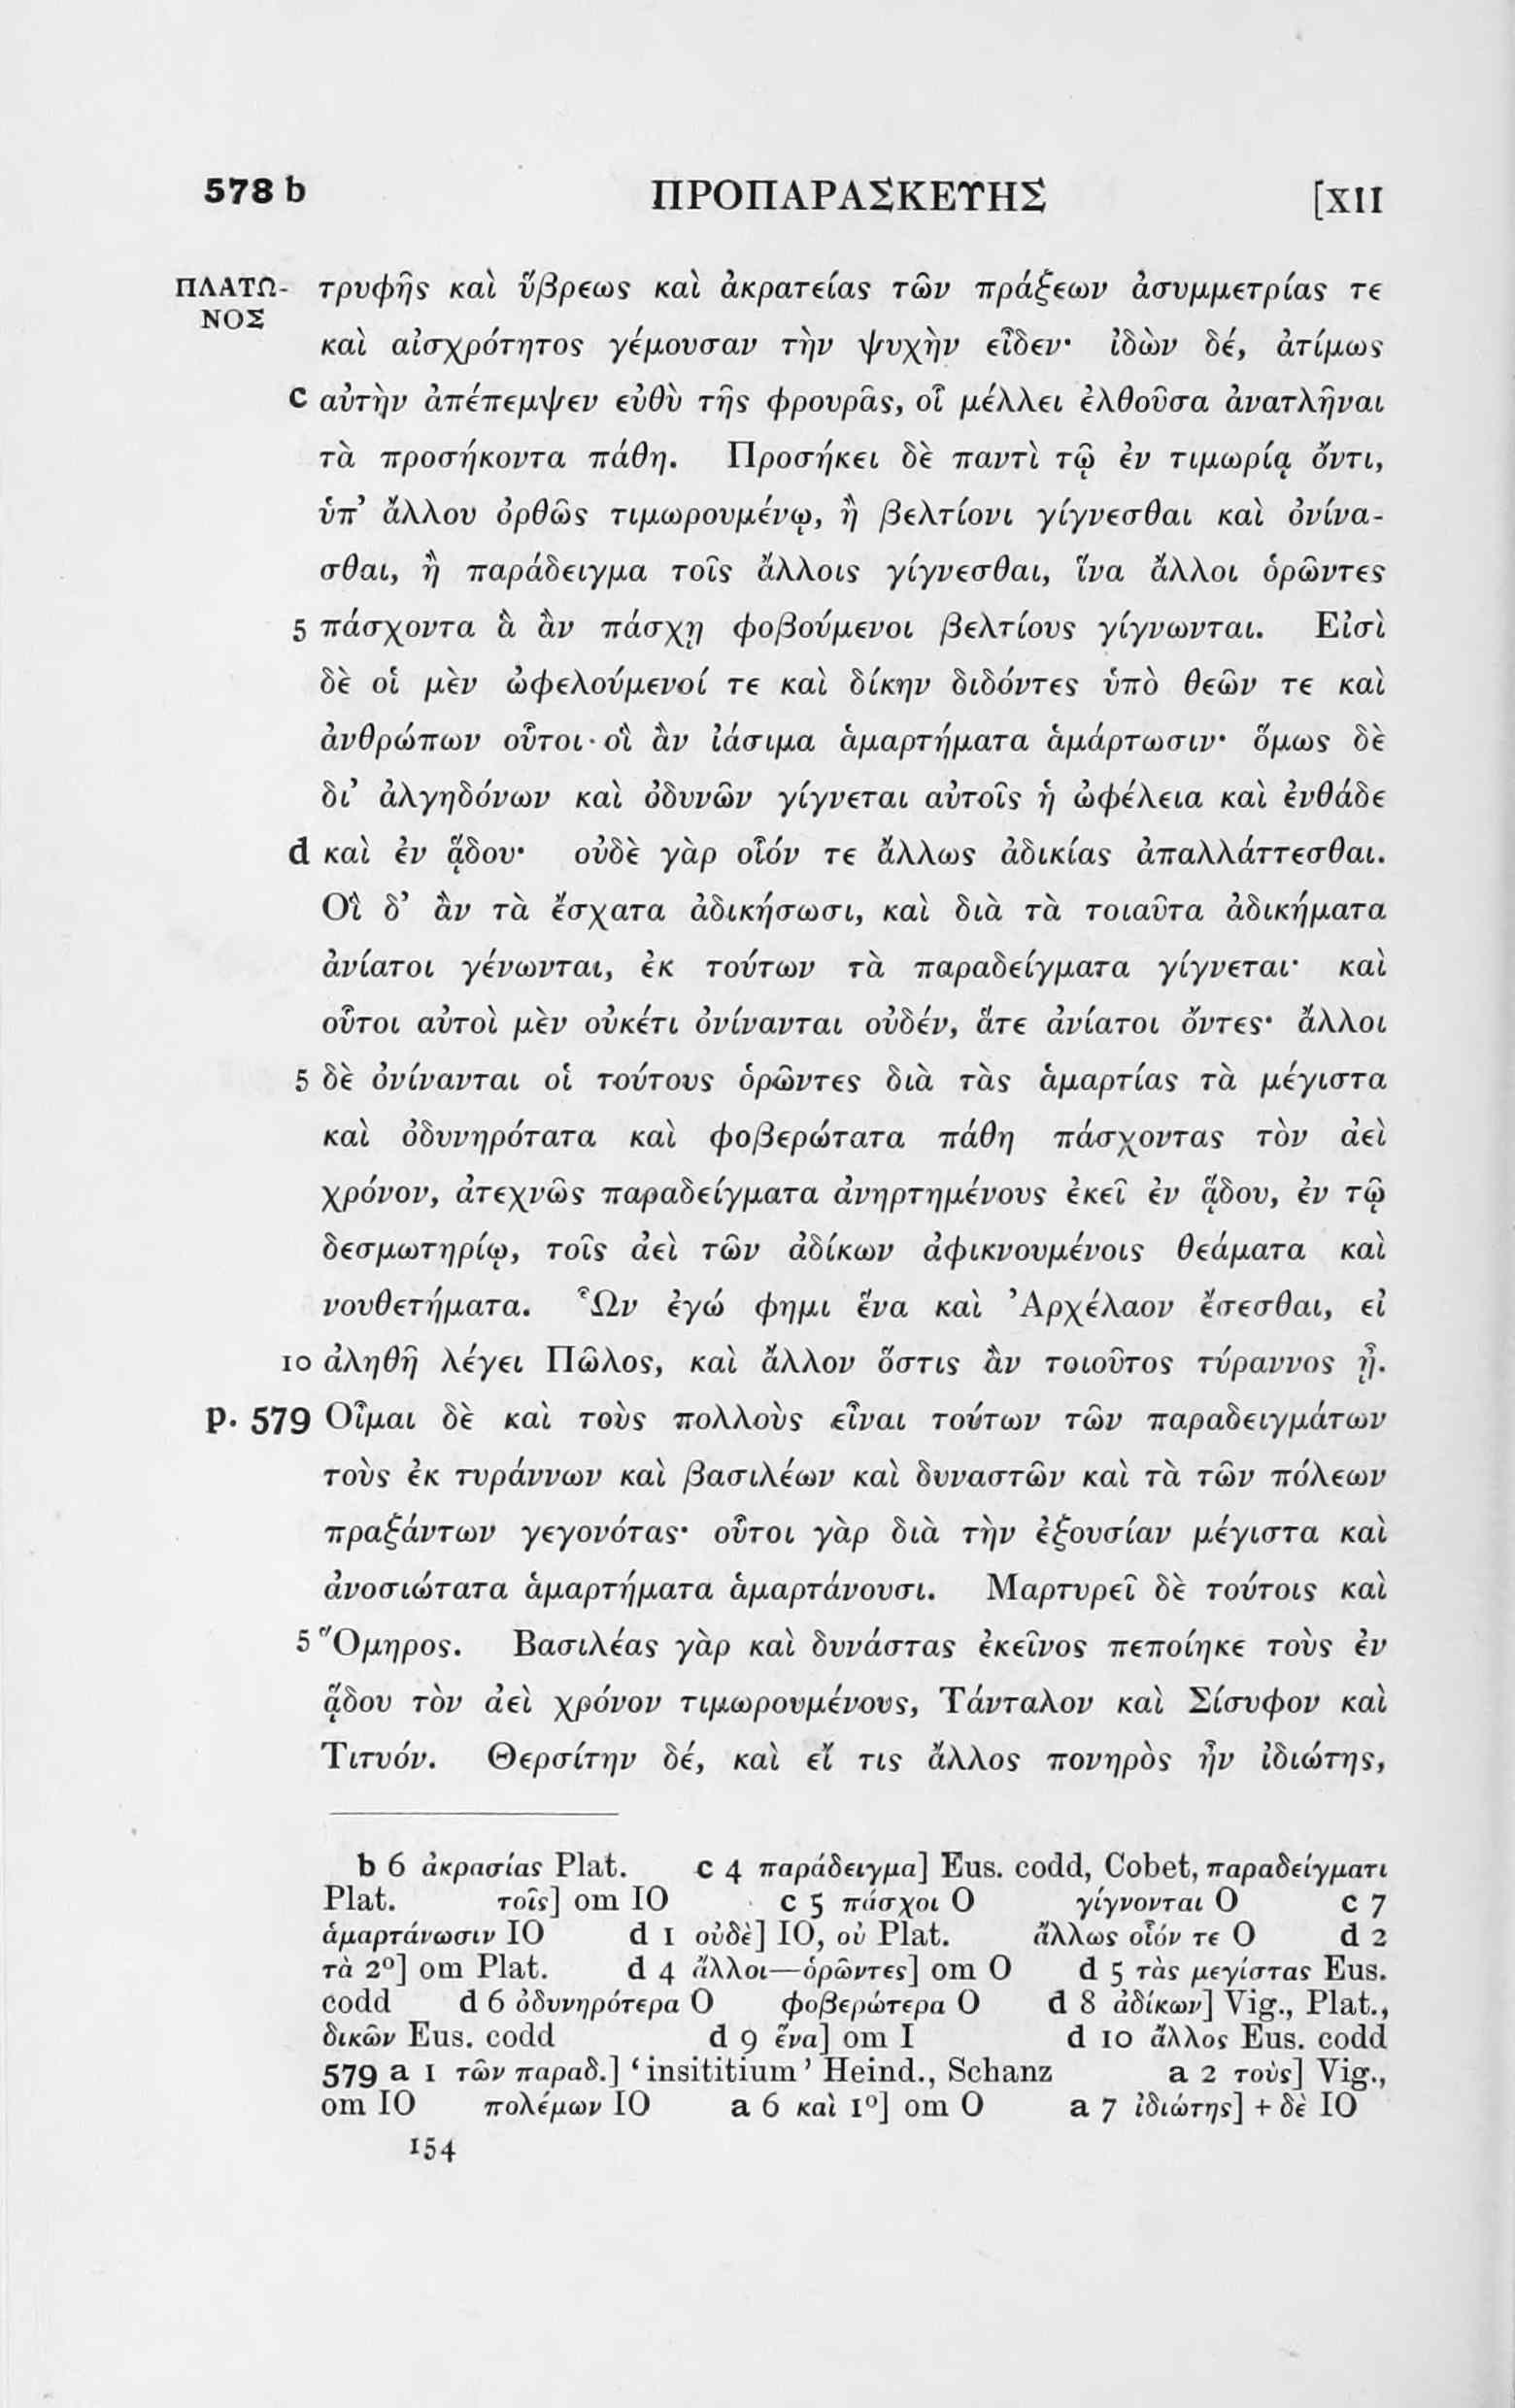 578 b ΠΡΟΠΑΡΑΣΚΕΥΗΣ [XII
ΠΛΑΤΩ- τρυφῆς καὶ ὕβρεως καὶ ἀκρατείας τῶν πράξεων ἀσυμμετρίας τε
ΝΟΣ
καὶ αἰσχρότητος γέμουσαν τὴν ψυχὴν εἶδεν· ἰδὼν δέ, ἀτίμως
c αὐτὴν ἀπέπεμψεν εὐθὺ τῆς φρουρᾶς, οἷ μέλλει ἐλθοῦσα ἀνατλῆναι
τὰ προσήκοντα πάθη. Προσήκει δὲ παντὶ τῷ ἐν τιμωρίᾳ ὄντι,
ὑπ’ ἄλλου ὀρθῶς τιμωρουμένῳ, ἢ βελτίονι γίγνεσθαι καὶ ὀνίνα-
σθαι, ἢ παράδειγμα τοῖς ἄλλοις γίγνεσθαι, ἵνα ἄλλοι ὁρῶντες
5 πάσχοντα ἃ ἂν πάσχῃ φοβούμενοι βελτίους γίγνωνται. Εἰσὶ
δὲ οἱ μὲν ὠφελούμενοί τε καὶ δίκην διδόντες ὑπὸ θεῶν τε καὶ
ἀνθρώπων οὗτοι· οἳ ἂν ἰάσιμα ἁμαρτήματα ἁμάρτωσιν· ὅμως δὲ
δι’ ἀλγηδόνων καὶ ὀδυνῶν γίγνεται αὐτοῖς ἡ ὠφέλεια καὶ ἐνθάδε
d καὶ ἐν ᾅδου· οὐδὲ γὰρ οἷόν τε ἄλλως ἀδικίας ἀπαλλάττεσθαι.
Οἳ δ’ ἂν τὰ ἔσχατα ἀδικήσωσι, καὶ διὰ τὰ τοιαῦτα ἀδικήματα
ἀνίατοι γένωνται, ἐκ τούτων τὰ παραδείγματα γίγνεται· καὶ
οὗτοι αὐτοὶ μὲν οὐκέτι ὀνίνανται οὐδέν, ἅτε ἀνίατοι ὄντες· ἄλλοι
5 δὲ ὀνίνανται οἱ τούτους ὁρῶντες διὰ τὰς ἁμαρτίας τὰ μέγιστα
καὶ ὀδυνηρότατα καὶ φοβερώτατα πάθη πάσχοντας τὸν ἀεὶ
χρόνον, ἀτεχνῶς παραδείγματα ἀνηρτημένους ἐκεῖ ἐν ᾅδου, ἐν τῷ
δεσμωτηρίῳ, τοῖς ἀεὶ τῶν ἀδίκων ἀφικνουμένοις θεάματα καὶ
νουθετήματα. Ὧν ἐγώ φημι ἕνα καὶ Ἀρχέλαον ἔσεσθαι, εἰ
10 ἀληθῆ λέγει Πῶλος, καὶ ἄλλον ὅστις ἂν τοιοῦτος τύραννος ᾖ.
p. 579 Οἶμαι δὲ καὶ τοὺς πολλοὺς εἶναι τούτων τῶν παραδειγμάτων
τοὺς ἐκ τυράννων καὶ βασιλέων καὶ δυναστῶν καὶ τὰ τῶν πόλεων
πραξάντων γεγονότας· οὗτοι γὰρ διὰ τὴν ἐξουσίαν μέγιστα καὶ
ἀνοσιώτατα ἁμαρτήματα ἁμαρτάνουσι. Μαρτυρεῖ δὲ τούτοις καὶ
5 Ὅμηρος. Βασιλέας γὰρ καὶ δυνάστας ἐκεῖνος πεποίηκε τοὺς ἐν
ᾅδου τὸν ἀεὶ χρόνον τιμωρουμένους, Τάνταλον καὶ Σίσυφον καὶ
Τιτυόν. Θερσίτην δέ, καὶ εἴ τις ἄλλος πονηρὸς ἦν ἰδιώτης,
b 6 ἀκρασίας Plat. c 4 παράδειγμα] Eus. codd, Cobet, παραδείγματι
Plat. τοῖς] om IO c 5 πάσχοι O γίγνονται O c 7
ἁμαρτάνωσιν IO d 1 οὐδὲ] IO, οὐ Plat. ἄλλως οἷόν τε O d 2
τὰ 2⁰] om Plat. d 4 ἄλλοι—ὁρῶντες] om O d 5 τὰς μεγίστας Eus.
codd d 6 ὀδυνηρότερα O φοβερώτερα O d 8 ἀδίκων] Vig., Plat.,
δικῶν Eus. codd d 9 ἕνα] om I d 10 ἄλλος Eus. codd
579 a 1 τῶν παραδ.] ‘insititium’ Heind., Schanz a 2 τοὺς] Vig.,
om IO πολέμων IO a 6 καὶ 1⁰] om O a 7 ἰδιώτης] + δὲ IO
154